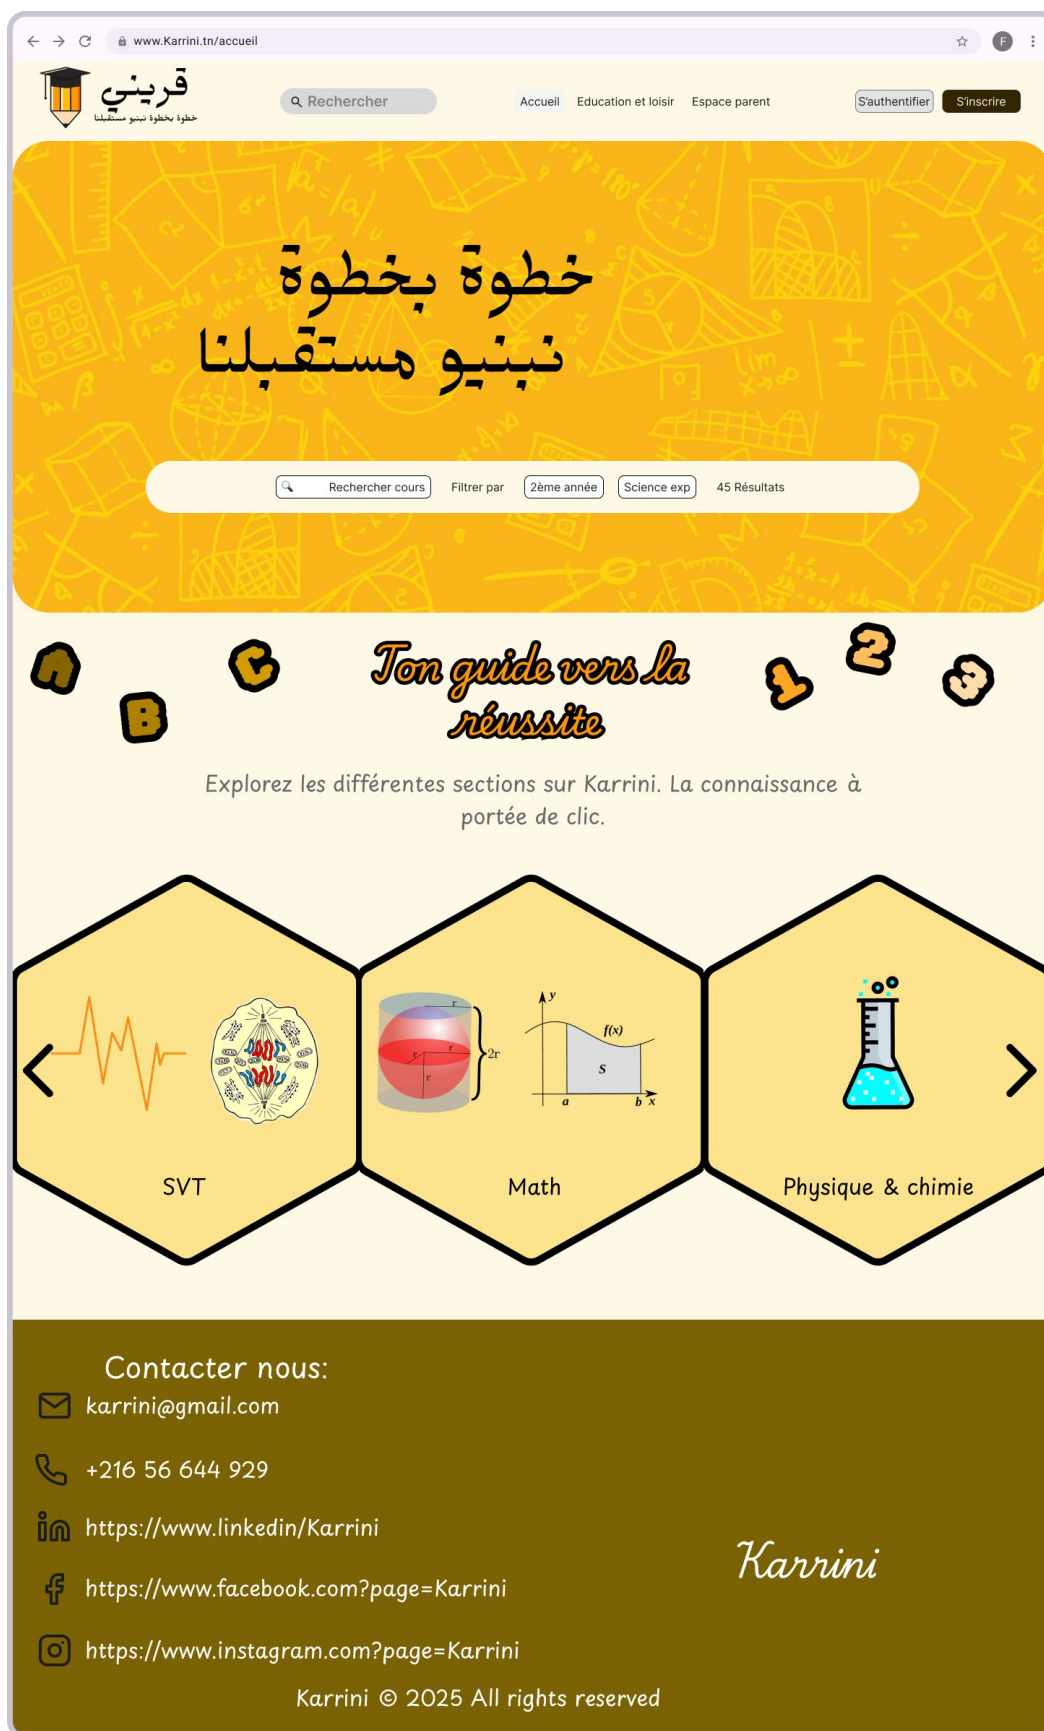 www.Karrini.tn/accueil
F
قريني
خطوة بخطوة نبنيو مستقبلنا
Rechercher
Accueil Education et loisir Espace parent
S'authentifier S'inscrire
خطوة بخطوة
نبنيو مستقبلنا
Rechercher cours Filtrer par 2ème année Science exp 45 Résultats
A B C
Ton guide vers la
réussite
1 2 3
Explorez les différentes sections sur Karrini. La connaissance à
portée de clic.
r
r r
r
2r
y
f(x)
S
a b x
SVT Math Physique & chimie
Contacter nous:
karrini@gmail.com
+216 56 644 929
https://www.linkedin/Karrini
Karrini
https://www.facebook.com?page=Karrini
https://www.instagram.com?page=Karrini
Karrini © 2025 All rights reserved